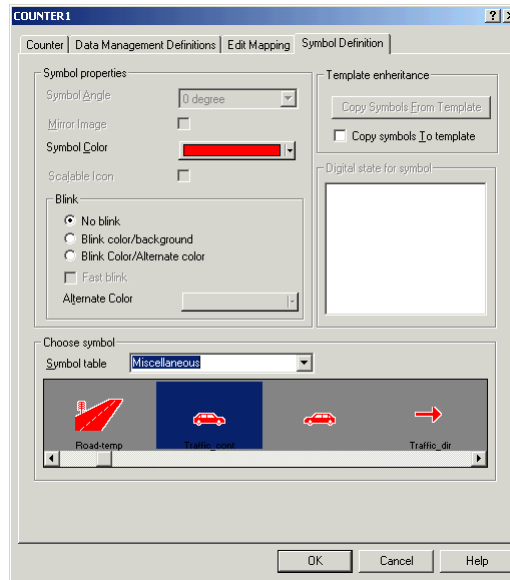 COUNTER1
Counter
Data Management Definitions
Edit Mapping
Symbol Definition
Symbol properties
Symbol Angle
0 degree
Mirror Image
Symbol Color
Scalable Icon
Blink
No blink
Blink color/background
Blink Color/Alternate color
Fast blink
Alternate Color
Template enheritance
Copy Symbols From Template
Copy symbols To template
Digital state for symbol
Choose symbol
Symbol table
Miscellaneous
Road-temp
Traffic_cont
Traffic_dir
OK
Cancel
Help